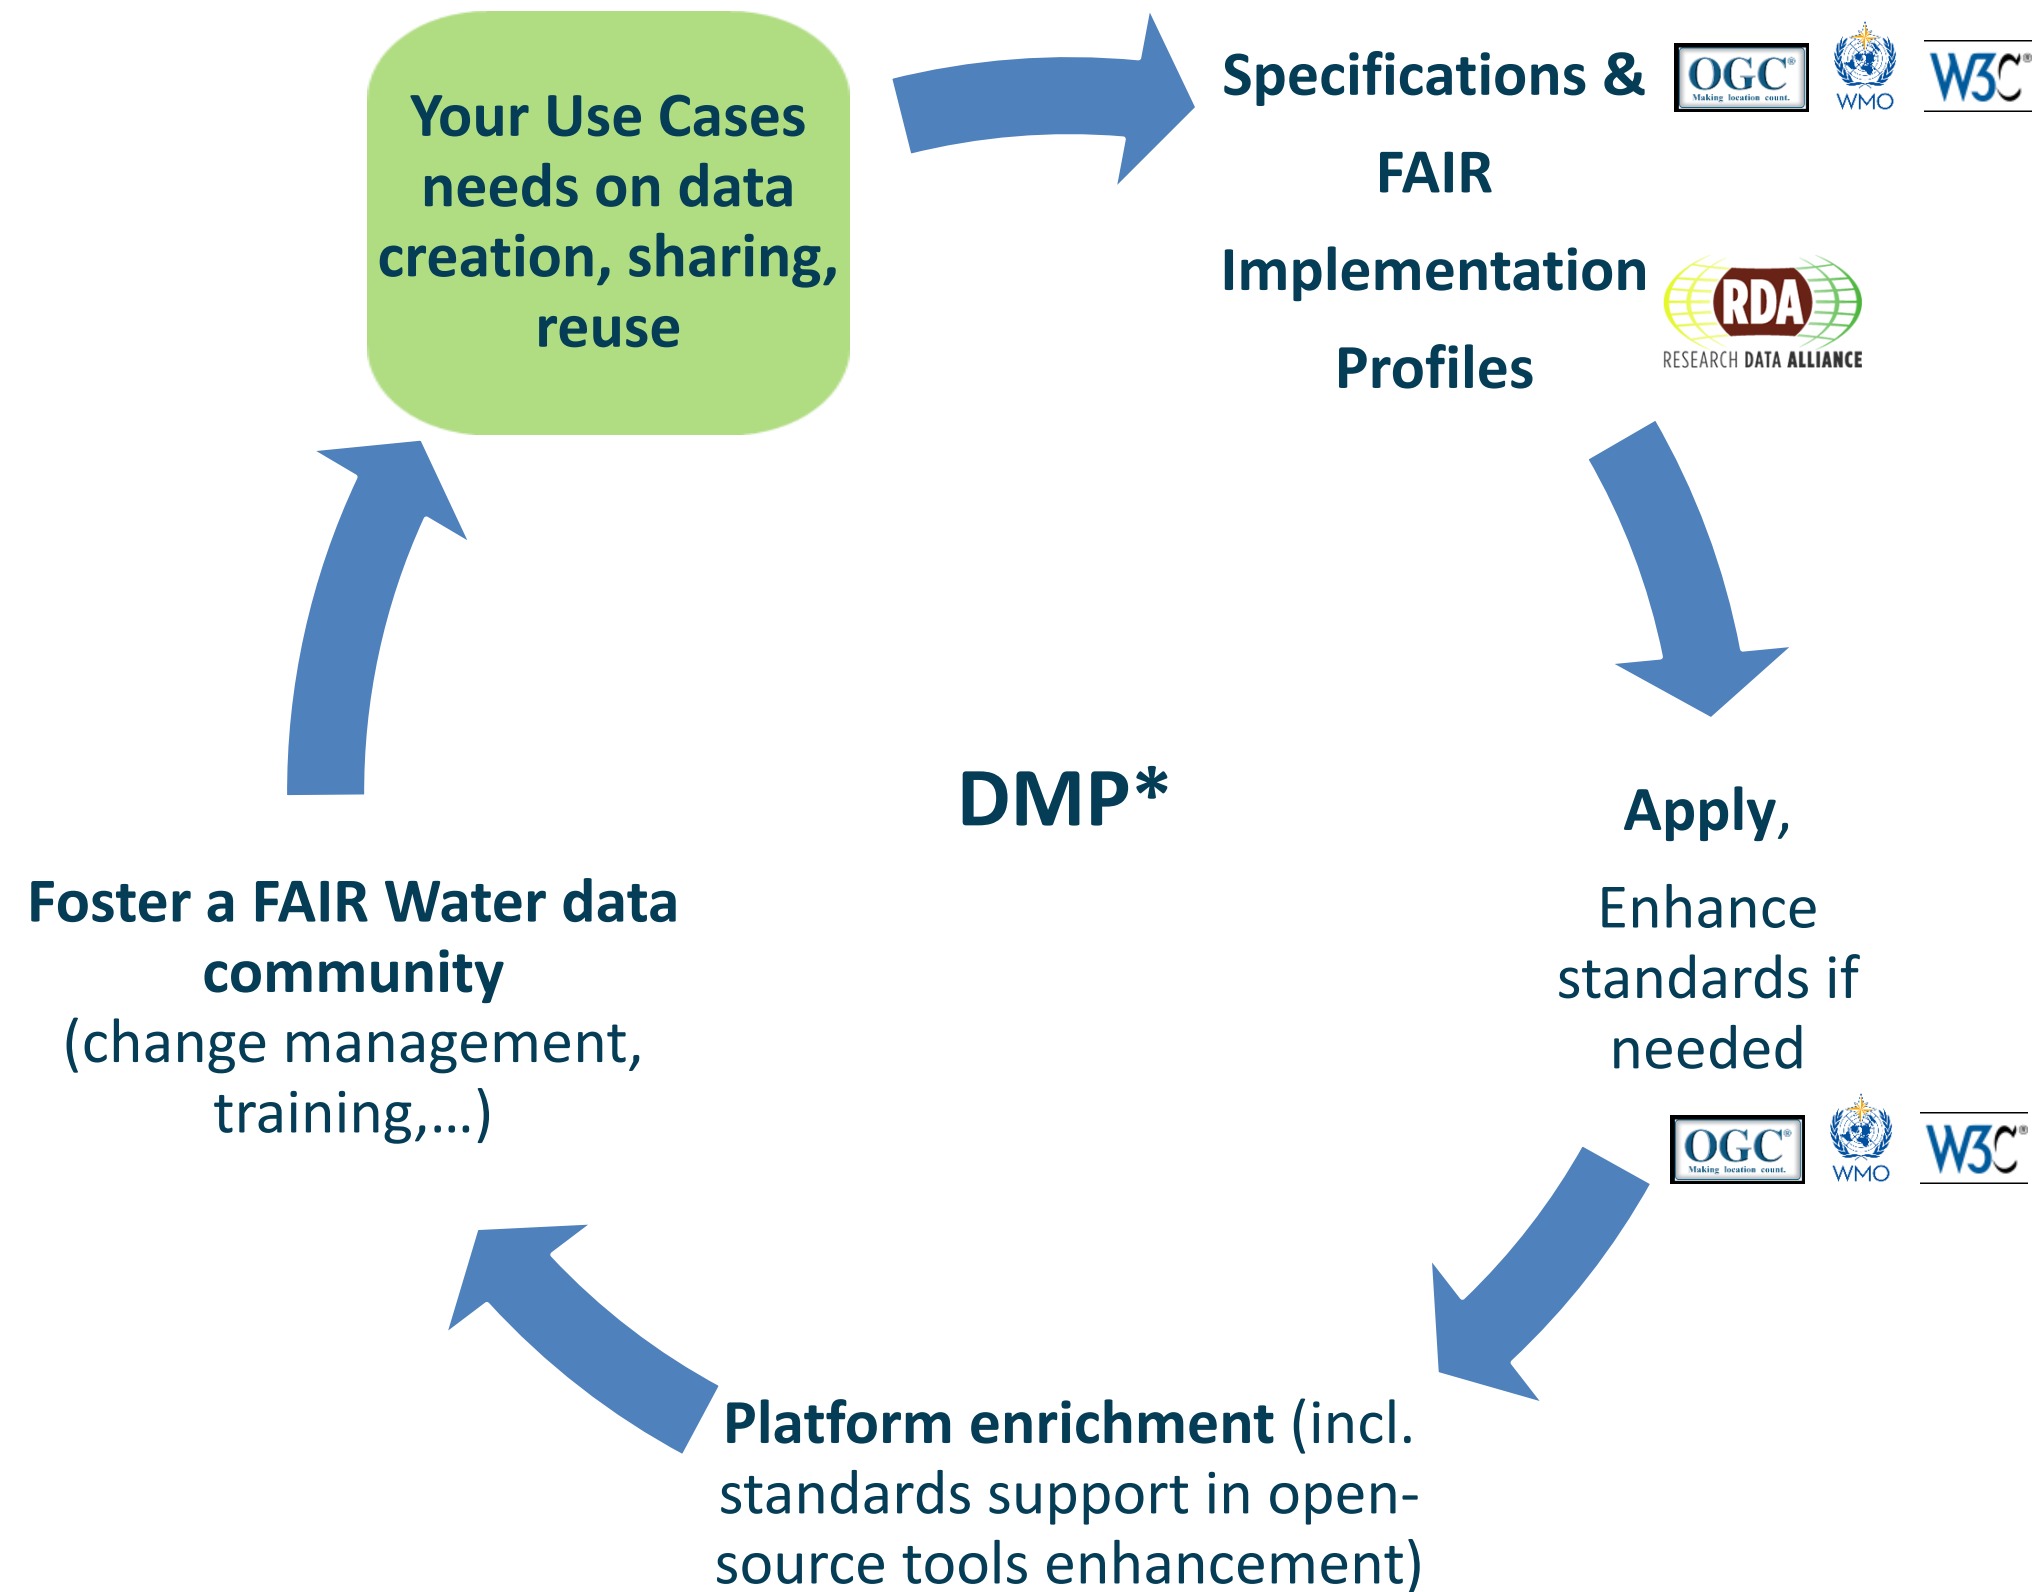 Your Use Cases
needs on data
creation, sharing,
reuse
Specifications &
FAIR
Implementation
Profiles
OGC®
Making location count.
WMO
W3C®
RDA
RESEARCH DATA ALLIANCE
DMP*
Apply,
Enhance
standards if
needed
OGC®
Making location count.
WMO
W3C®
Platform enrichment (incl.
standards support in open-
source tools enhancement)
Foster a FAIR Water data
community
(change management,
training,...)